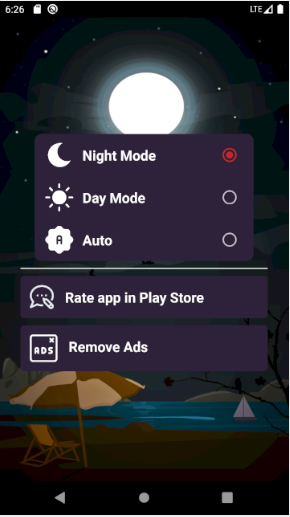 6:26
LTE
Night Mode
Day Mode
A Auto
Rate app in Play Store
ADS Remove Ads